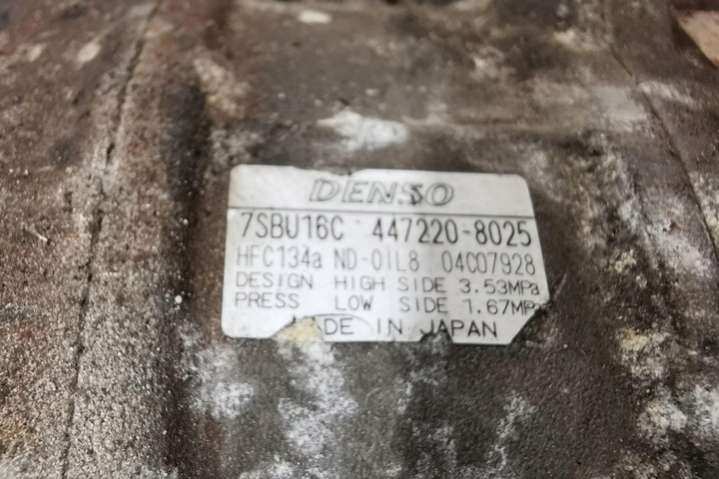 DENSO
7SBU16C 447220-8025
HFC134a ND-OIL8 04C07928
DESIGN HIGH SIDE 3.53MPa
PRESS LOW SIDE 1.67MPa
MADE IN JAPAN